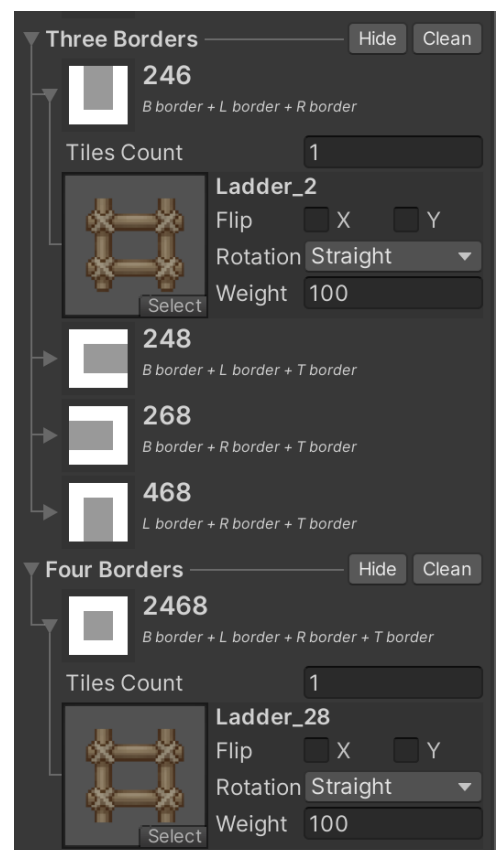 Three Borders Hide Clean
246
B border + L border + R border
Tiles Count 1
Ladder_2
Flip X Y
Rotation Straight
Weight 100
Select
248
B border + L border + T border
268
B border + R border + T border
468
L border + R border + T border
Four Borders Hide Clean
2468
B border + L border + R border + T border
Tiles Count 1
Ladder_28
Flip X Y
Rotation Straight
Weight 100
Select